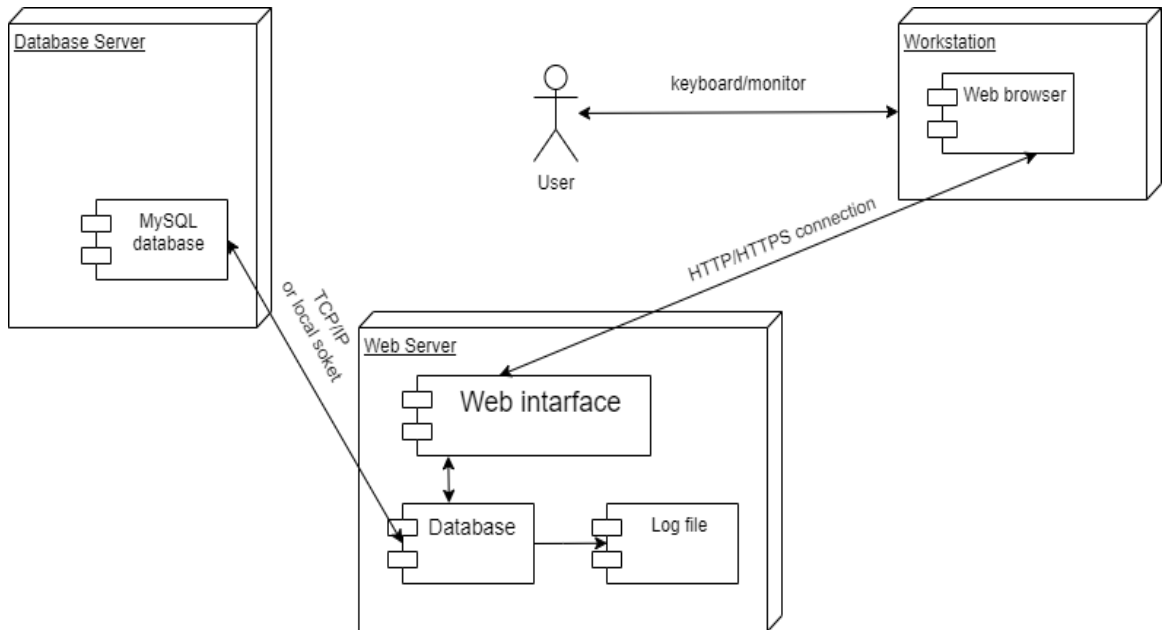 Database Server
MySQL
database
User
keyboard/monitor
Workstation
Web browser
HTTP/HTTPS connection
TCP/IP
or local soket
Web Server
Web intarface
Database
Log file